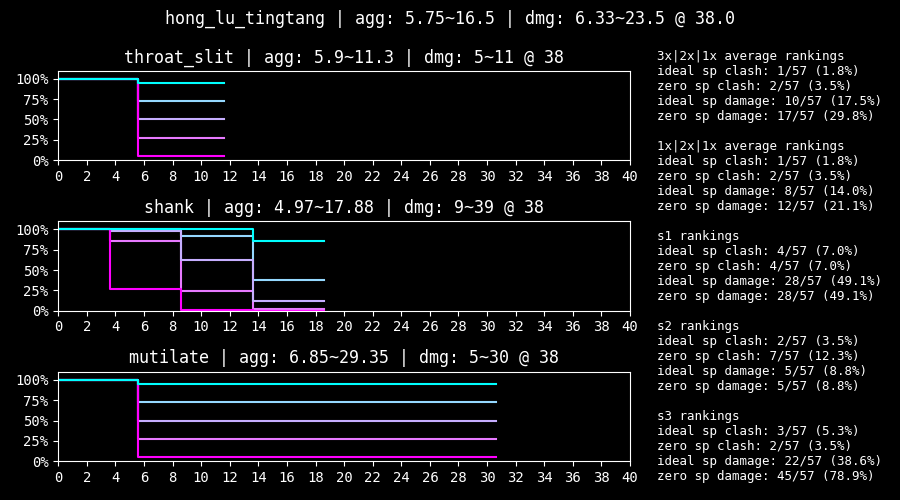 hong_lu_tingtang | agg: 5.75~16.5 | dmg: 6.33~23.5 @ 38.0
throat_slit | agg: 5.9~11.3 | dmg: 5~11 @ 38
100%
75%
50%
25%
0%
0 2 4 6 8 10 12 14 16 18 20 22 24 26 28 30 32 34 36 38 40
shank | agg: 4.97~17.88 | dmg: 9~39 @ 38
100%
75%
50%
25%
0%
0 2 4 6 8 10 12 14 16 18 20 22 24 26 28 30 32 34 36 38 40
mutilate | agg: 6.85~29.35 | dmg: 5~30 @ 38
100%
75%
50%
25%
0%
0 2 4 6 8 10 12 14 16 18 20 22 24 26 28 30 32 34 36 38 40
3x|2x|1x average rankings
ideal sp clash: 1/57 (1.8%)
zero sp clash: 2/57 (3.5%)
ideal sp damage: 10/57 (17.5%)
zero sp damage: 17/57 (29.8%)
1x|2x|1x average rankings
ideal sp clash: 1/57 (1.8%)
zero sp clash: 2/57 (3.5%)
ideal sp damage: 8/57 (14.0%)
zero sp damage: 12/57 (21.1%)
s1 rankings
ideal sp clash: 4/57 (7.0%)
zero sp clash: 4/57 (7.0%)
ideal sp damage: 28/57 (49.1%)
zero sp damage: 28/57 (49.1%)
s2 rankings
ideal sp clash: 2/57 (3.5%)
zero sp clash: 7/57 (12.3%)
ideal sp damage: 5/57 (8.8%)
zero sp damage: 5/57 (8.8%)
s3 rankings
ideal sp clash: 3/57 (5.3%)
zero sp clash: 2/57 (3.5%)
ideal sp damage: 22/57 (38.6%)
zero sp damage: 45/57 (78.9%)